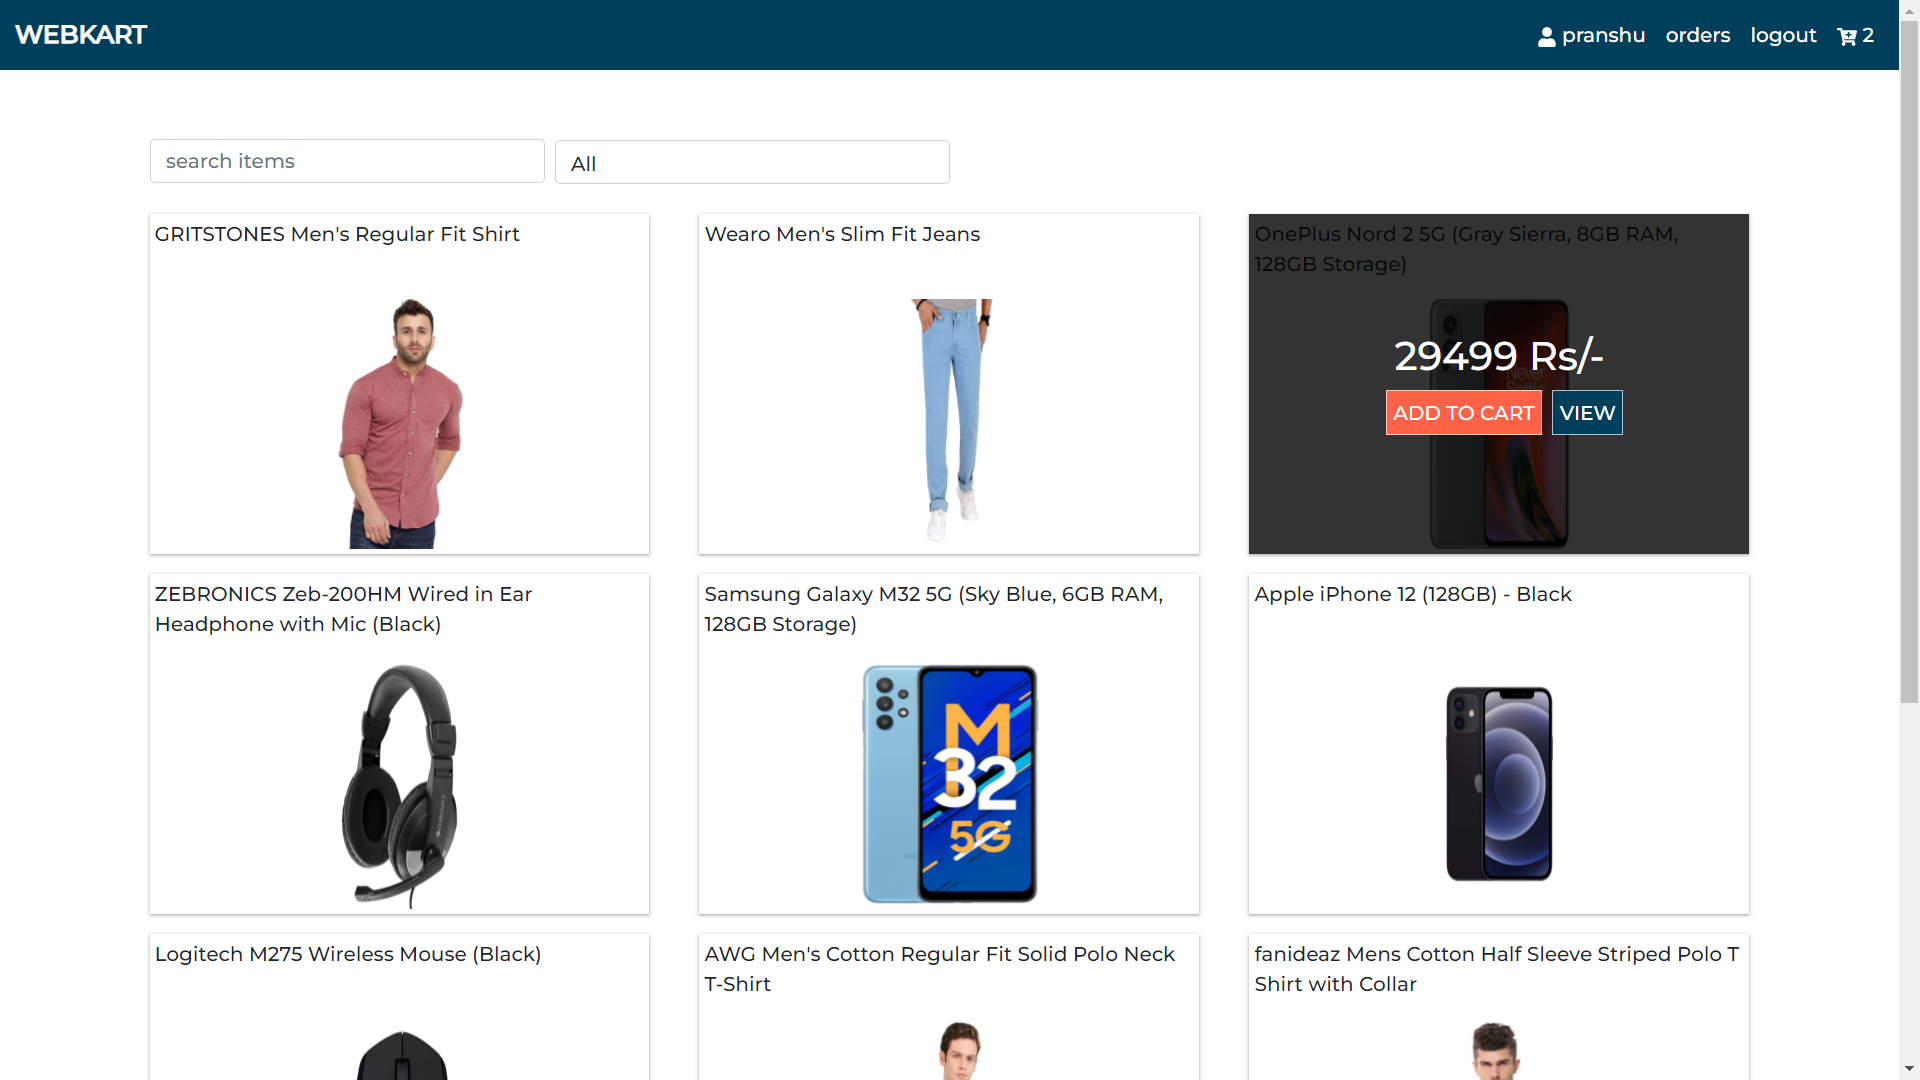 WEBKART
pranshu orders logout 2
search items
All
GRITSTONES Men's Regular Fit Shirt
Wearo Men's Slim Fit Jeans
OnePlus Nord 2 5G (Gray Sierra, 8GB RAM,
128GB Storage)
Never
Settle
29499 Rs/-
ADD TO CART
VIEW
ZEBRONICS Zeb-200HM Wired in Ear
Headphone with Mic (Black)
ZEBRONICS
Samsung Galaxy M32 5G (Sky Blue, 6GB RAM,
128GB Storage)
M
32
5G
Apple iPhone 12 (128GB) - Black
Logitech M275 Wireless Mouse (Black)
AWG Men's Cotton Regular Fit Solid Polo Neck
T-Shirt
fanideaz Mens Cotton Half Sleeve Striped Polo T
Shirt with Collar